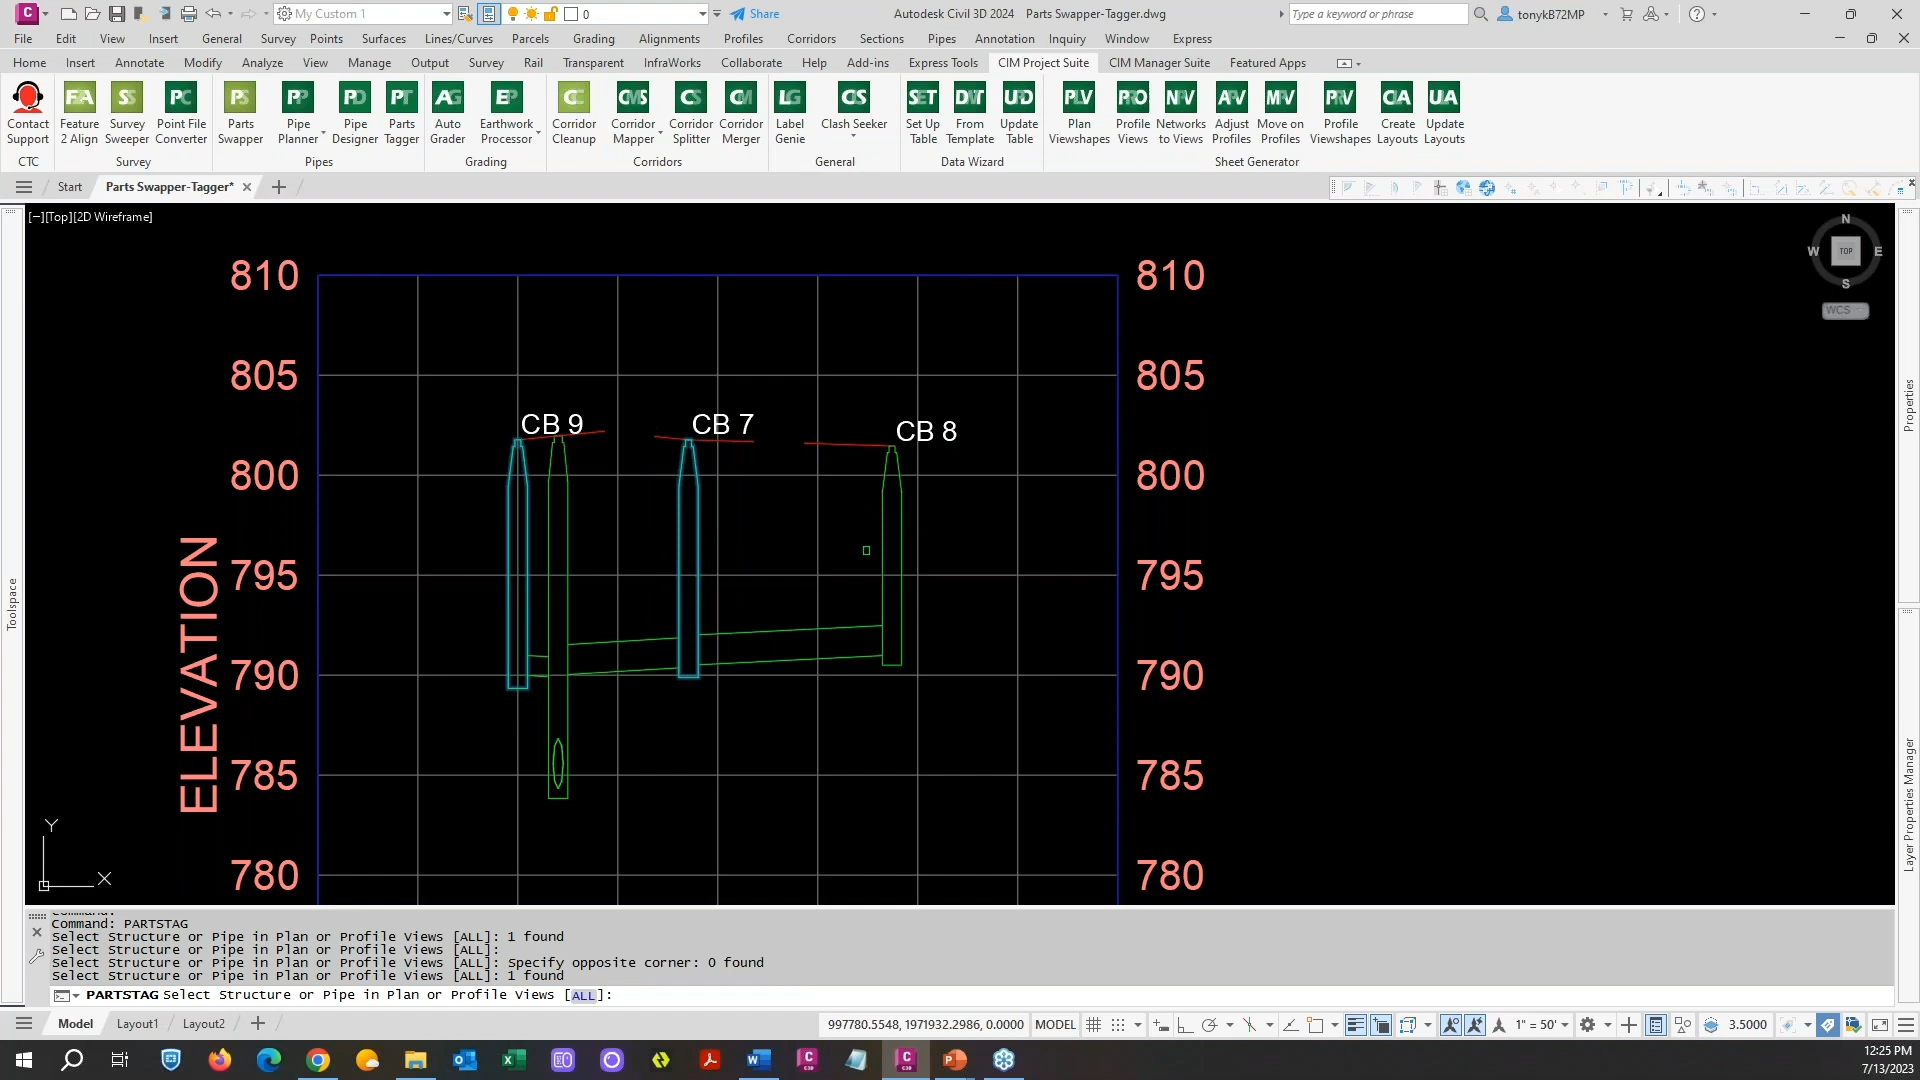 My Custom 1
0
Share
Autodesk Civil 3D 2024 Parts Swapper-Tagger.dwg
Type a keyword or phrase
tonykB72MP
File Edit View Insert General Survey Points Surfaces Lines/Curves Parcels Grading Alignments Profiles Corridors Sections Pipes Annotation Inquiry Window Express
Home Insert Annotate Modify Analyze View Manage Output Survey Rail Transparent InfraWorks Collaborate Help Add-ins Express Tools CIM Project Suite CIM Manager Suite Featured Apps
Contact Support
Feature 2 Align
Survey Sweeper
Point File Converter
Parts Swapper
Pipe Planner
Pipe Designer
Parts Tagger
Auto Grader
Earthwork Processor
Corridor Cleanup
Corridor Mapper
Corridor Splitter
Corridor Merger
Label Genie
Clash Seeker
Set Up Table
From Template
Update Table
Plan Viewshapes
Profile Views
Networks to Views
Adjust Profiles
Move on Profiles
Profile Viewshapes
Create Layouts
Update Layouts
CTC Survey Pipes Grading Corridors General Data Wizard Sheet Generator
Start Parts Swapper-Tagger*
[−][Top][2D Wireframe]
N
W TOP E
S
WCS
810 810
805 805
CB 9 CB 7 CB 8
800 800
795 795
790 790
785 785
780 780
ELEVATION
Y
X
Toolspace
Properties
Layer Properties Manager
Command: PARTSTAG
Select Structure or Pipe in Plan or Profile Views [ALL]: 1 found
Select Structure or Pipe in Plan or Profile Views [ALL]:
Select Structure or Pipe in Plan or Profile Views [ALL]: Specify opposite corner: 0 found
Select Structure or Pipe in Plan or Profile Views [ALL]: 1 found
PARTSTAG Select Structure or Pipe in Plan or Profile Views [ALL]:
Model Layout1 Layout2
997780.5548, 1971932.2986, 0.0000 MODEL 1" = 50' 3.5000
12:25 PM
7/13/2023